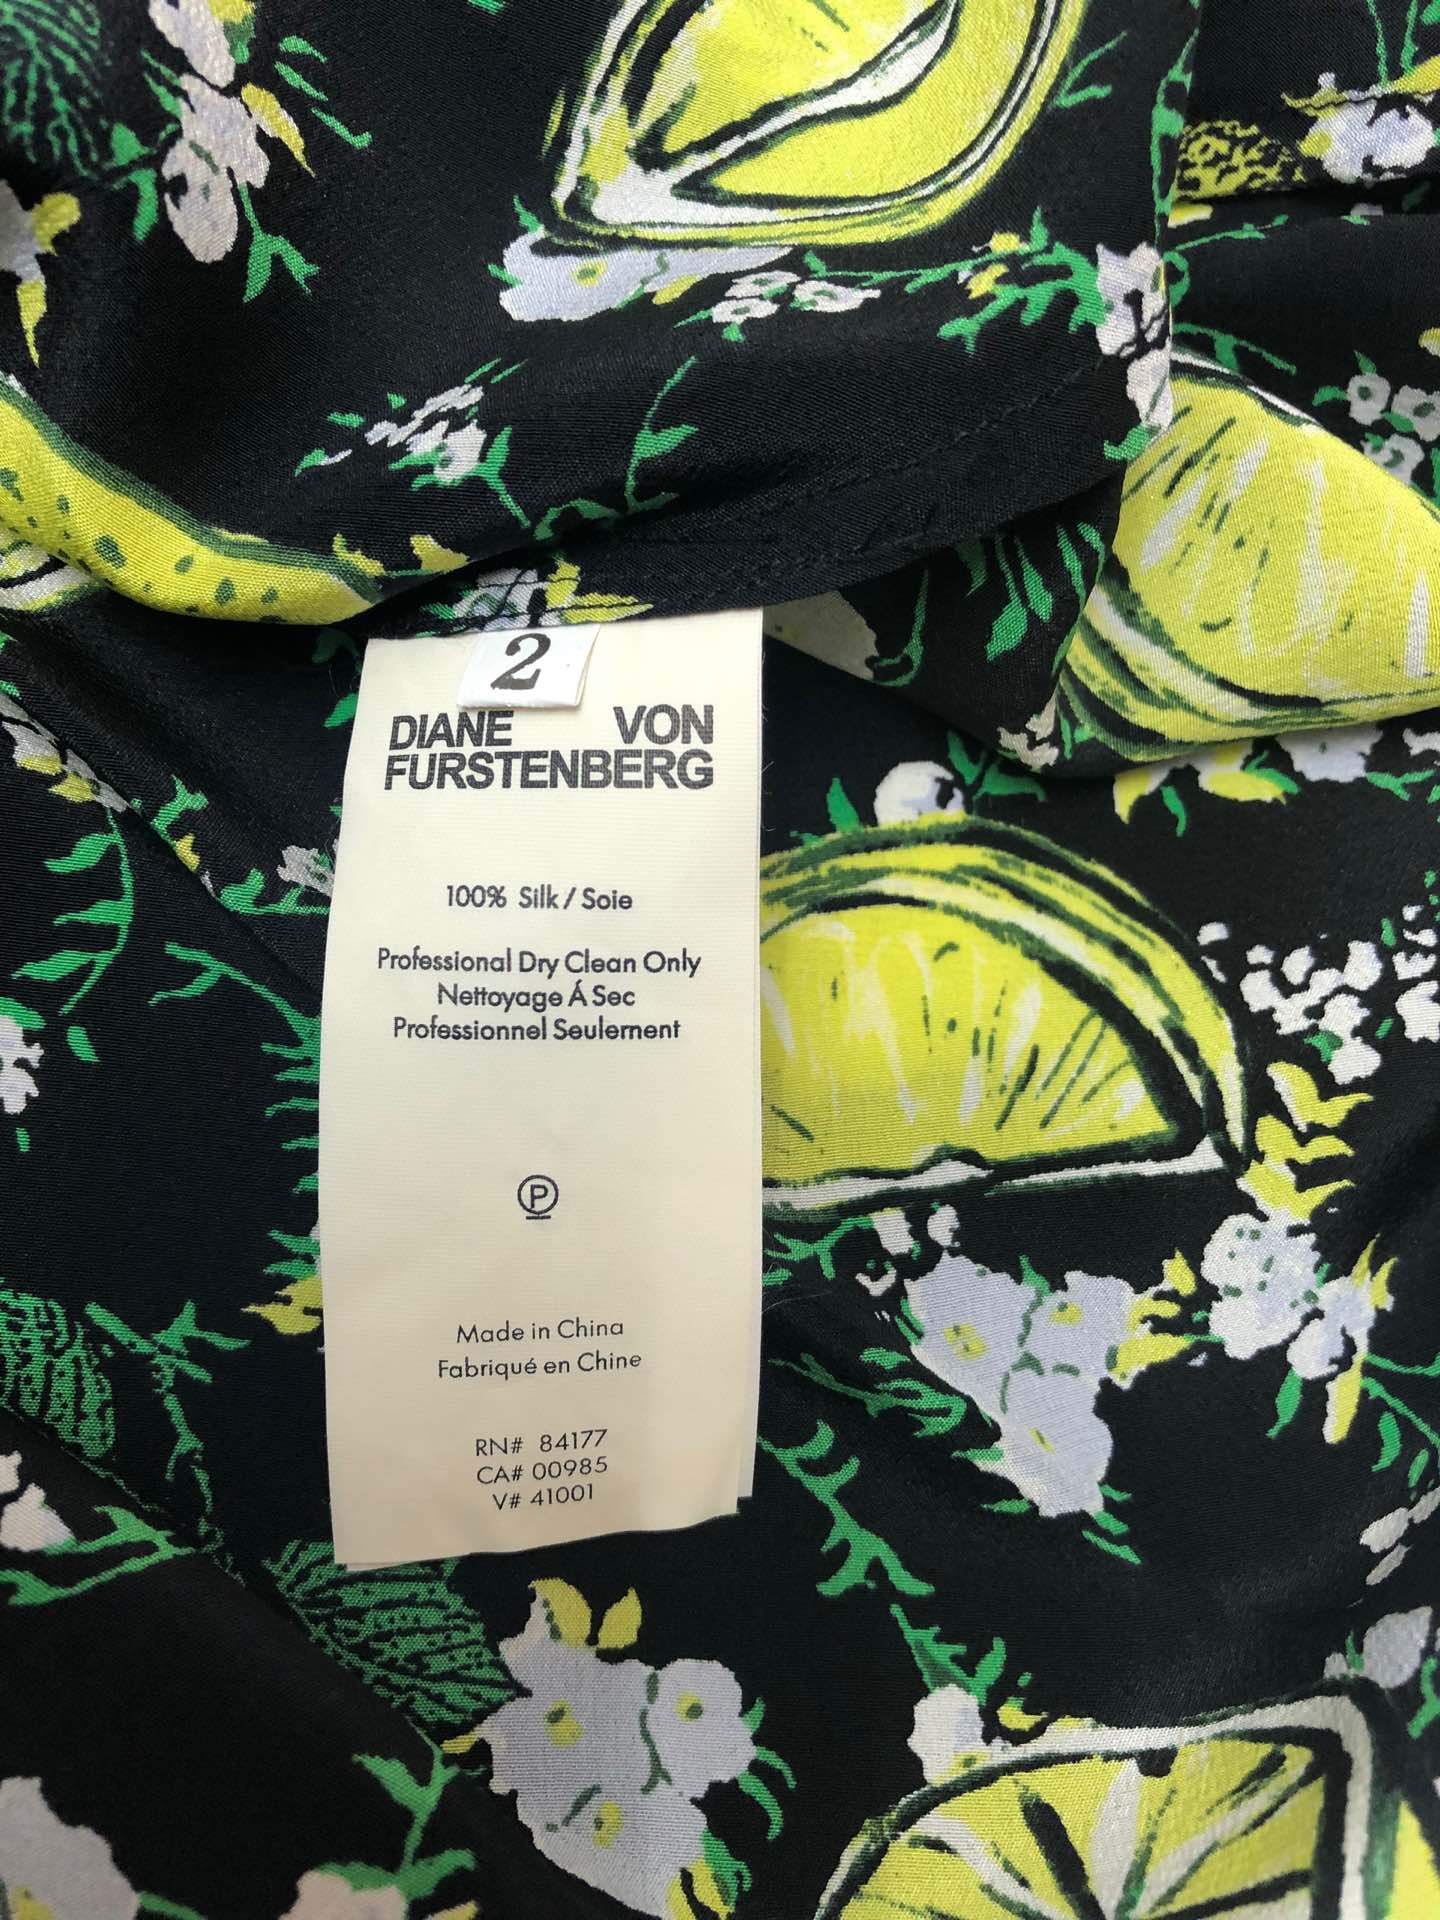 2
DIANE VON
FURSTENBERG
100% Silk / Soie
Professional Dry Clean Only
Nettoyage Á Sec
Professionnel Seulement
P
Made in China
Fabriqué en Chine
RN# 84177
CA# 00985
V# 41001